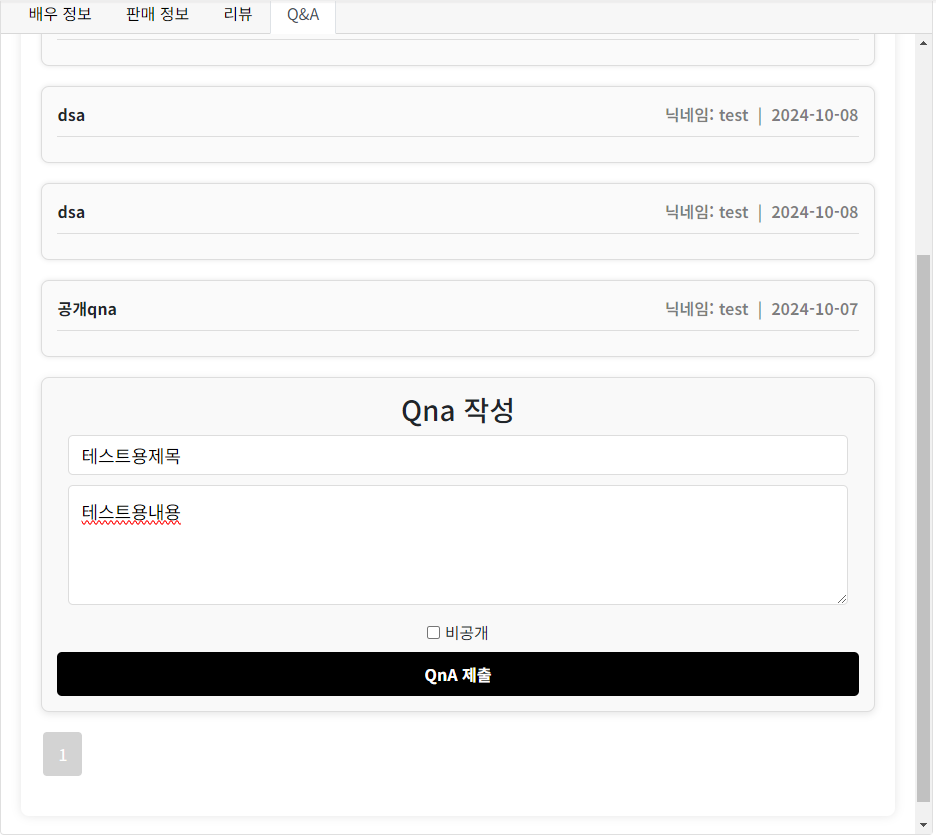 배우 정보 판매 정보 리뷰 Q&A
dsa 닉네임: test | 2024-10-08
dsa 닉네임: test | 2024-10-08
공개qna 닉네임: test | 2024-10-07
Qna 작성
테스트용제목
테스트용내용
비공개
QnA 제출
1